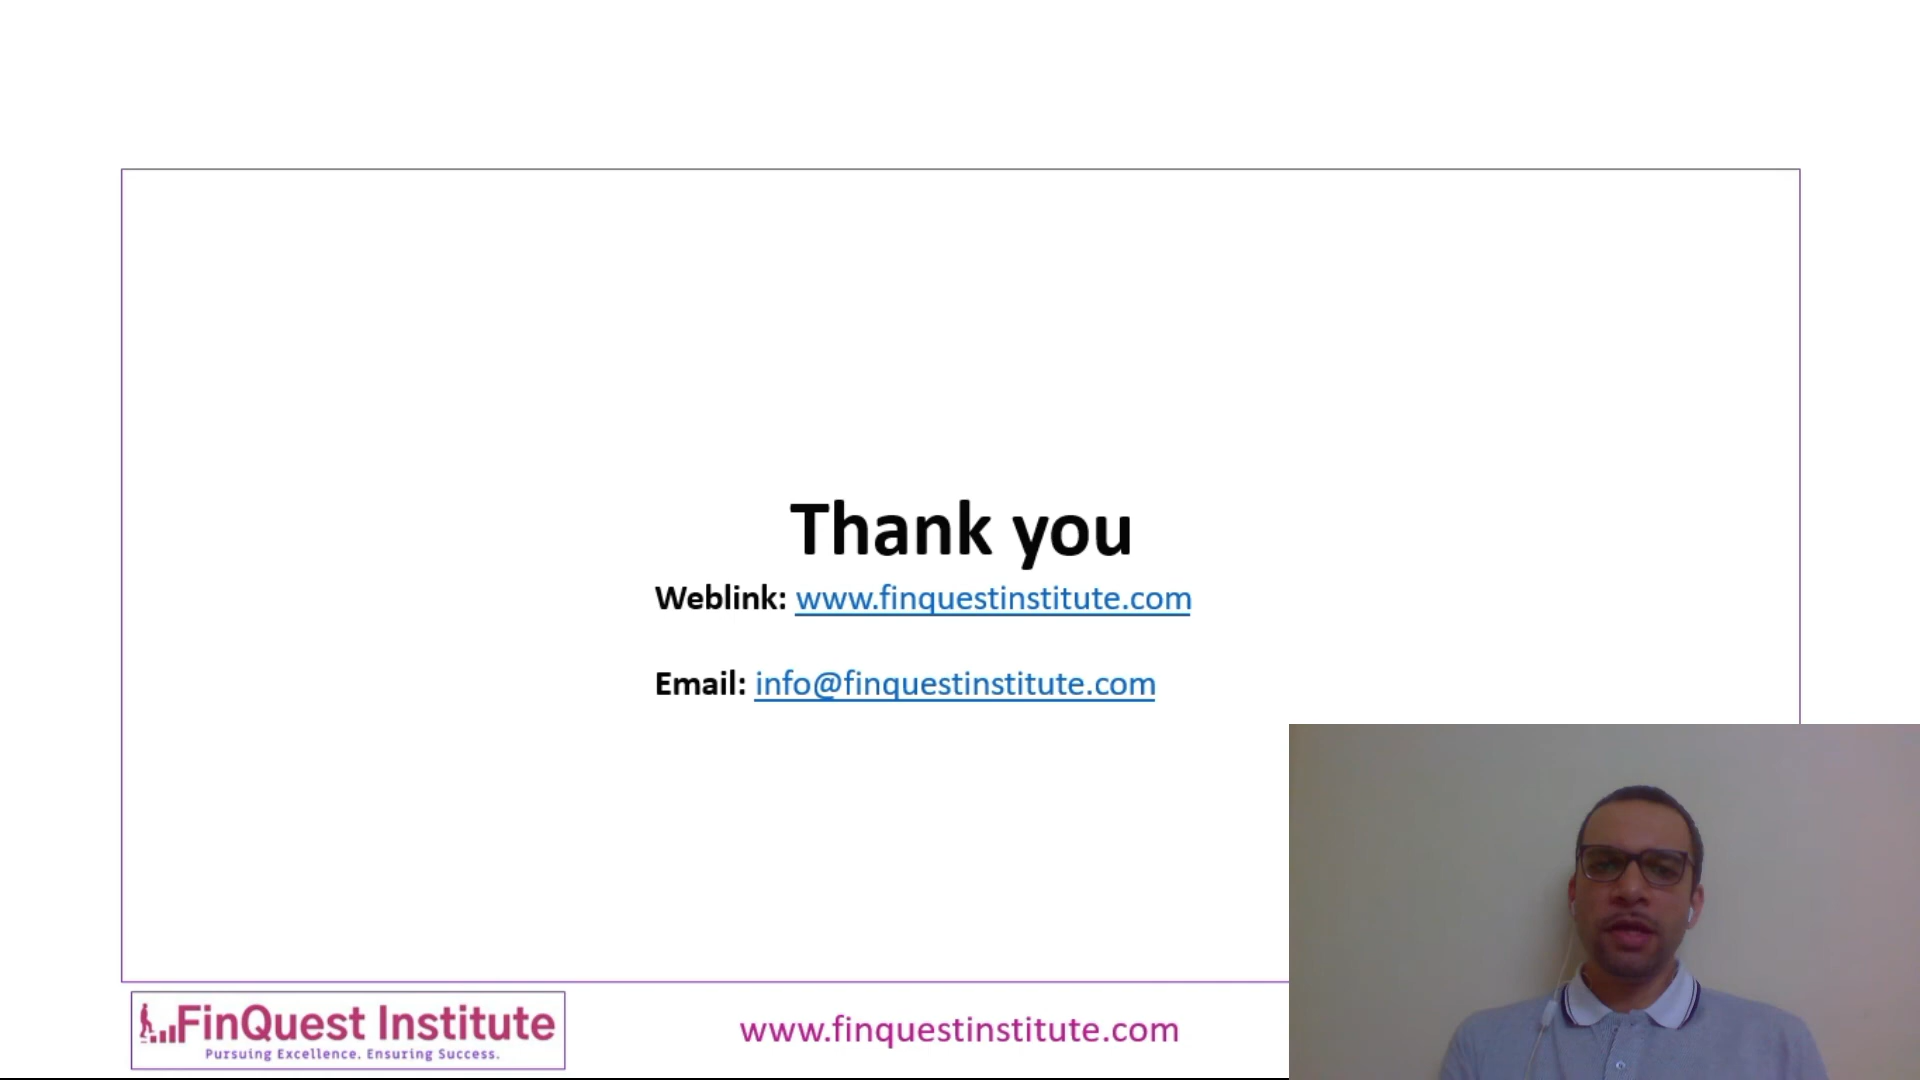 Thank you
Weblink: www.finquestinstitute.com
Email: info@finquestinstitute.com
FinQuest Institute
Pursuing Excellence. Ensuring Success.
www.finquestinstitute.com